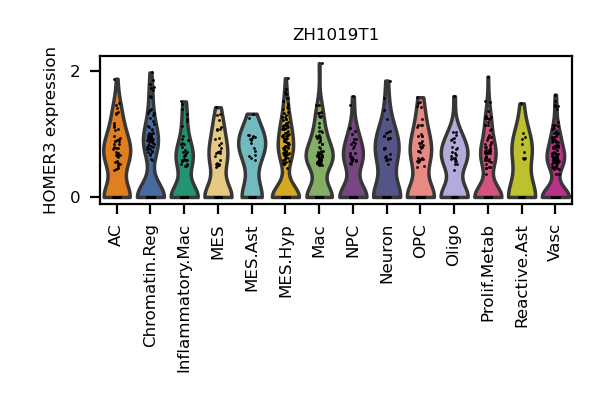 ZH1019T1
HOMER3 expression
2
0
AC
Chromatin.Reg
Inflammatory.Mac
MES
MES.Ast
MES.Hyp
Mac
NPC
Neuron
OPC
Oligo
Prolif.Metab
Reactive.Ast
Vasc